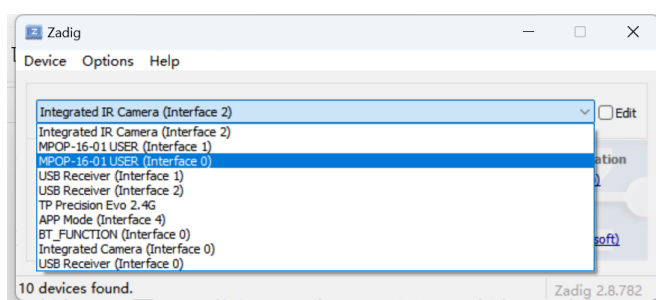 Zadig
Device Options Help
Integrated IR Camera (Interface 2)
Edit
Integrated IR Camera (Interface 2)
MPOP-16-01 USER (Interface 1)
MPOP-16-01 USER (Interface 0)
USB Receiver (Interface 1)
USB Receiver (Interface 2)
TP Precision Evo 2.4G
APP Mode (Interface 4)
BT_FUNCTION (Interface 0)
Integrated Camera (Interface 0)
USB Receiver (Interface 0)
ation
soft)
10 devices found.
Zadig 2.8.782